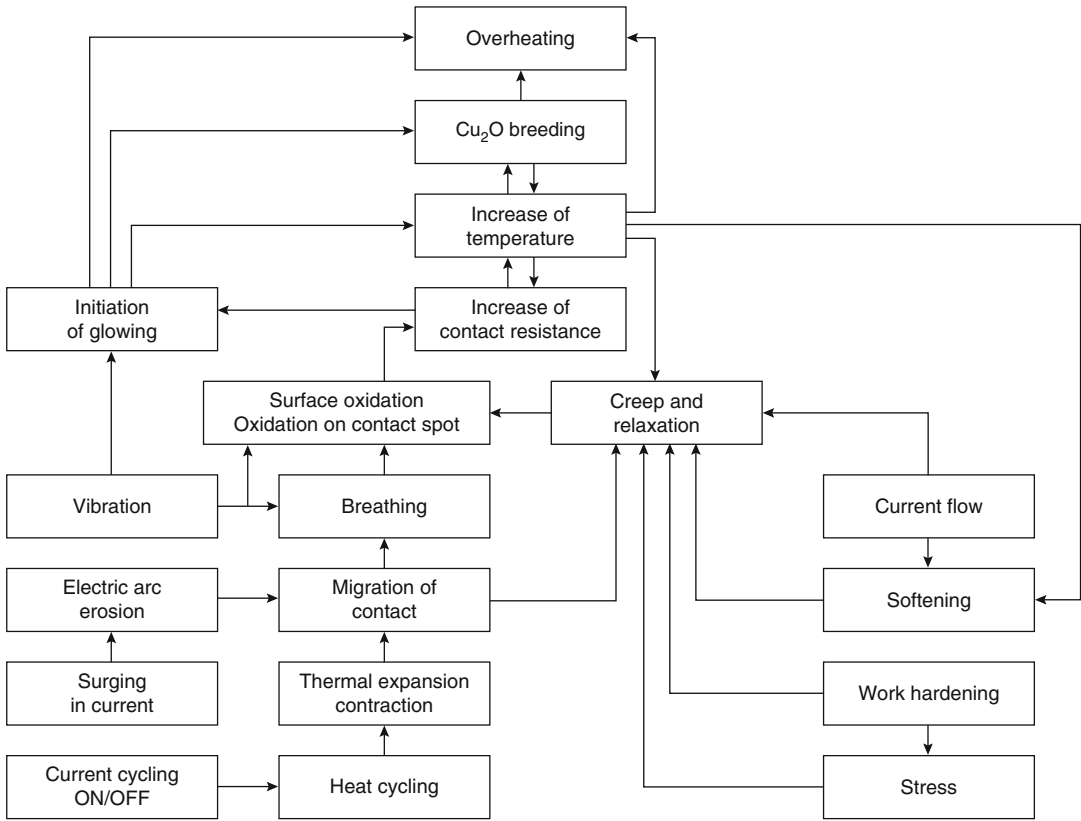 Overheating
Cu₂O breeding
Increase of
temperature
Initiation
of glowing
Increase of
contact resistance
Surface oxidation
Oxidation on contact spot
Creep and
relaxation
Vibration
Breathing
Current flow
Electric arc
erosion
Migration of
contact
Softening
Surging
in current
Thermal expansion
contraction
Work hardening
Current cycling
ON/OFF
Heat cycling
Stress